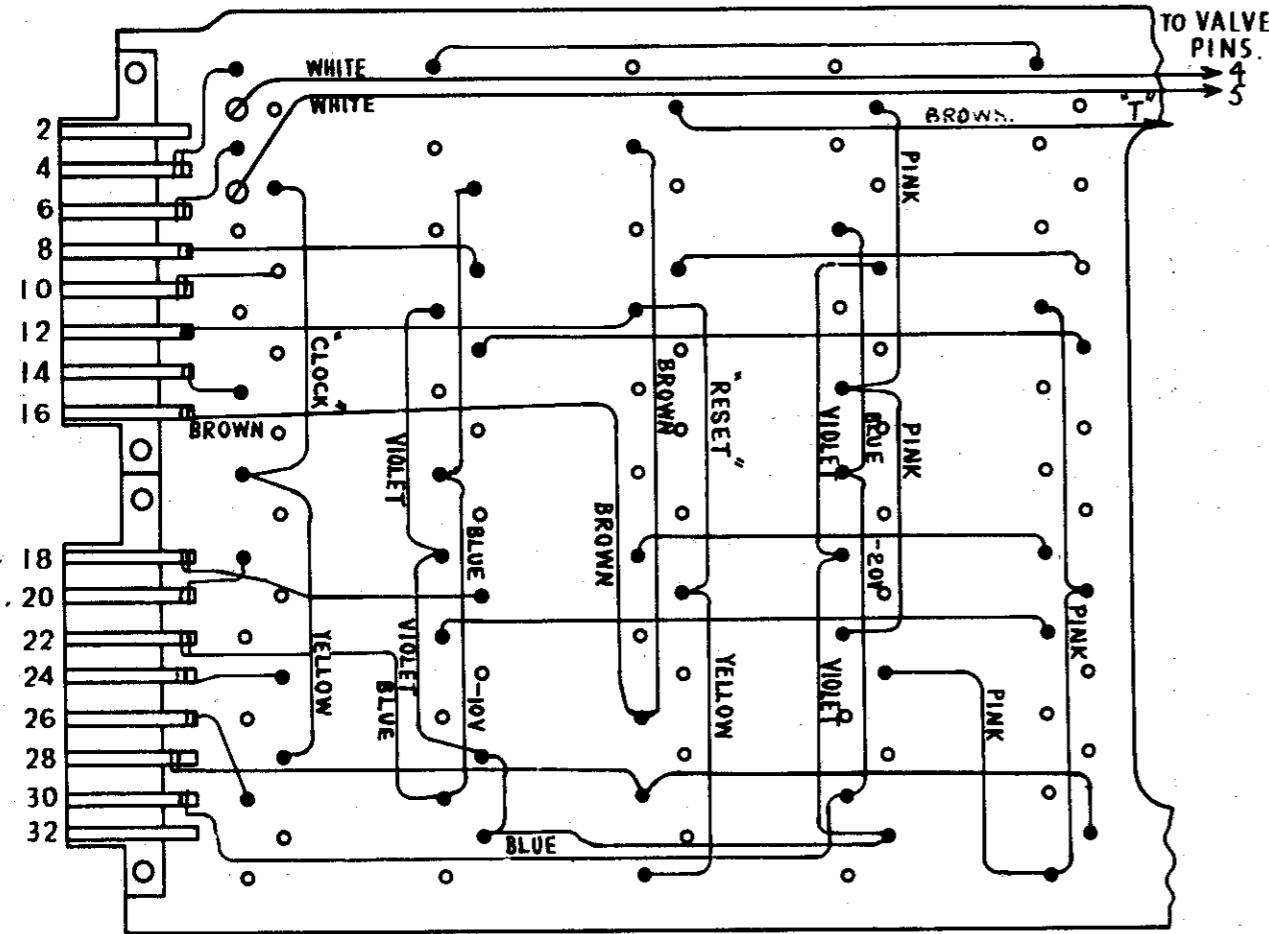 TO VALVE
PINS.
WHITE
4
WHITE
5
"T"
BROWN.
2
4
PINK
6
8
10
12
"CLOCK"
14
BROWN
"RESET"
16
BROWN
VIOLET
VIOLET
BLUE
PINK
18
BLUE
BROWN
-20V
20
22
YELLOW
VIOLET
YELLOW
VIOLET
PINK
24
BLUE
-10V
PINK
26
28
30
32
BLUE